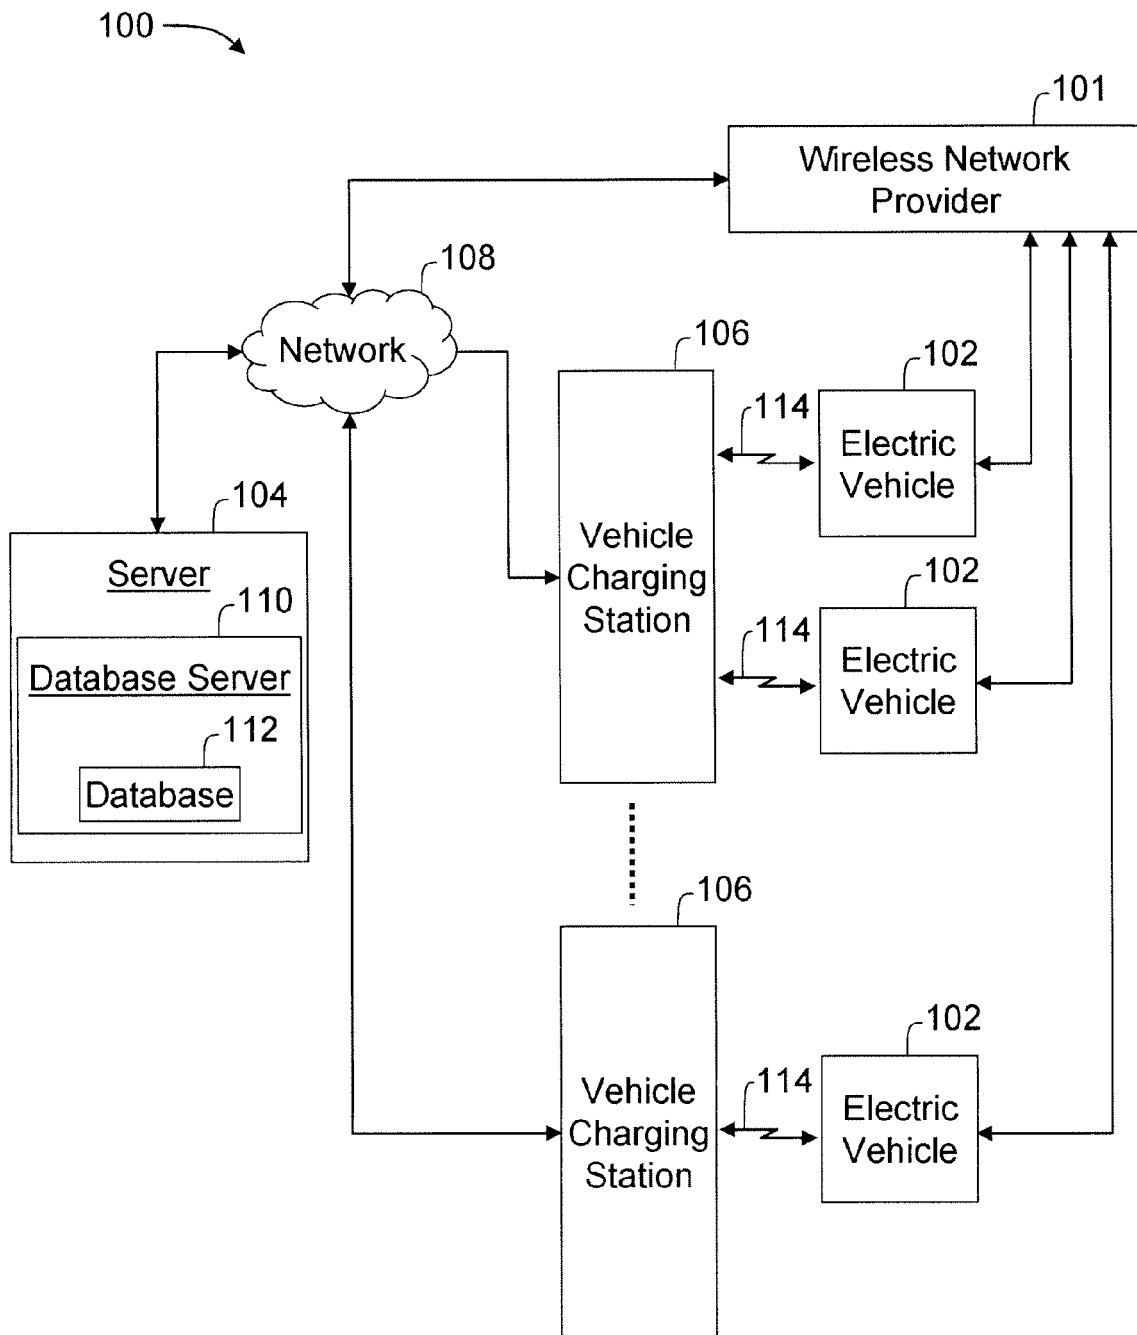 100
101
Wireless Network
Provider
108
Network
106
102
114
Electric
Vehicle
104
Server
Vehicle
Charging
Station
110
Database Server
102
114
Electric
Vehicle
112
Database
106
102
114
Electric
Vehicle
Vehicle
Charging
Station